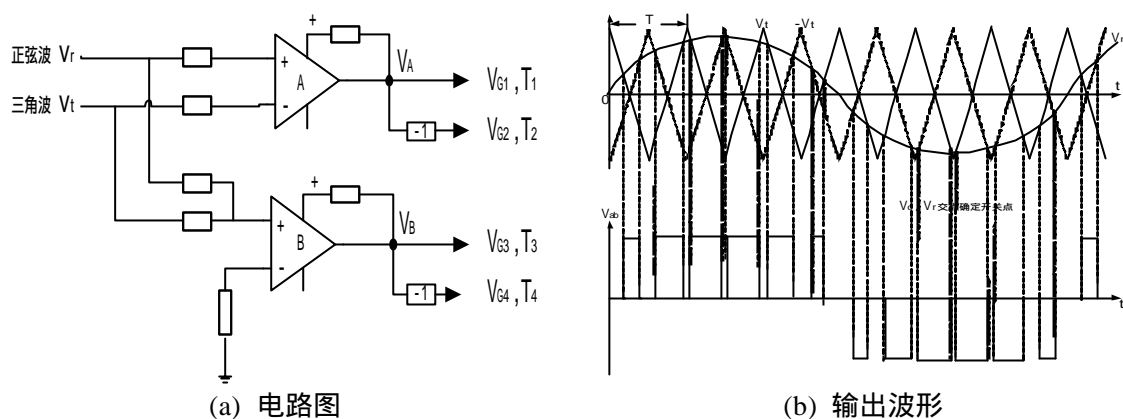 正弦波 Vr
三角波 Vt
+
+
A
-
VA
VG1 ,T1
-1
VG2 ,T2
+
+
B
-
VB
VG3 ,T3
-1
VG4 ,T4
(a) 电路图
T
Vt
-Vt
Vr
0
t
Vab
t
(b) 输出波形